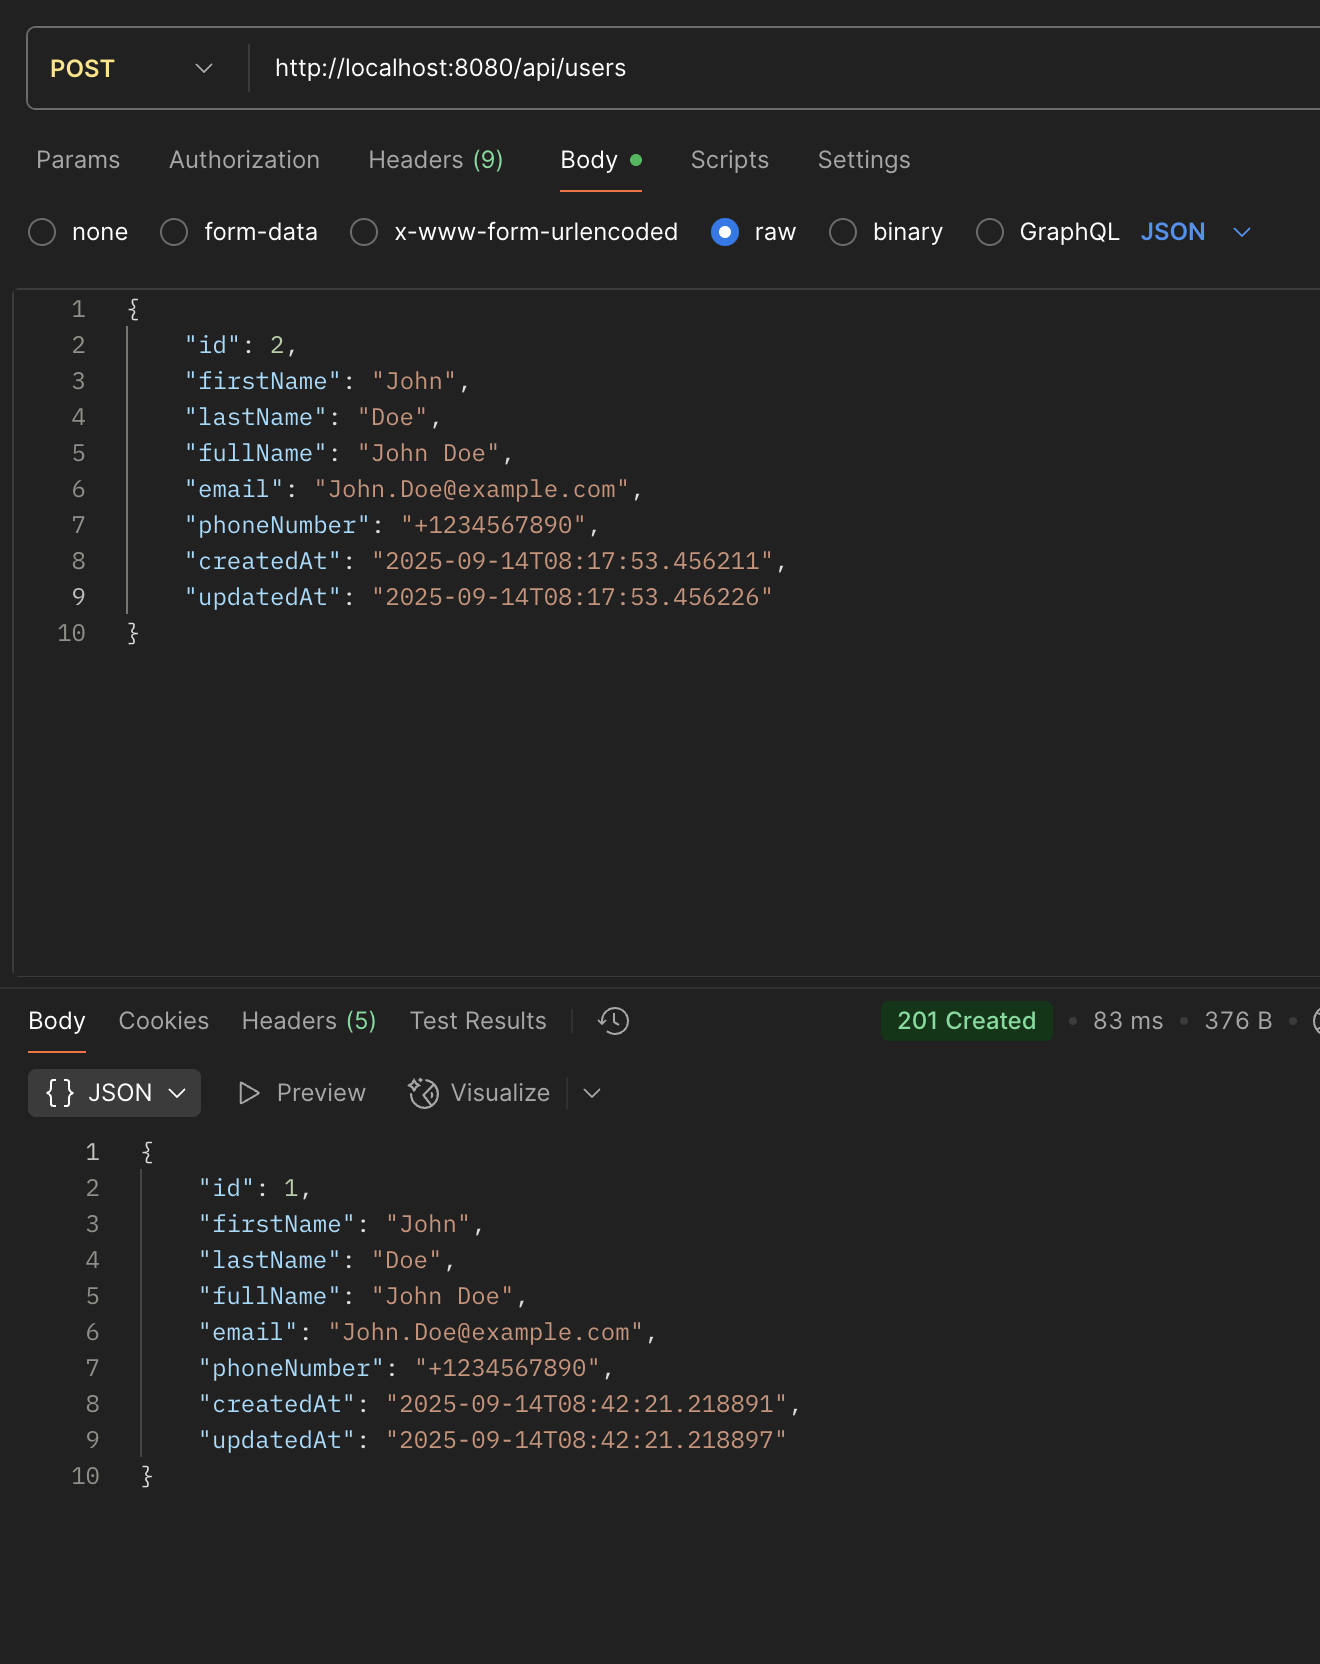 POST http://localhost:8080/api/users
Params Authorization Headers (9) Body Scripts Settings
none form-data x-www-form-urlencoded raw binary GraphQL JSON
1 {
2 "id": 2,
3 "firstName": "John",
4 "lastName": "Doe",
5 "fullName": "John Doe",
6 "email": "John.Doe@example.com",
7 "phoneNumber": "+1234567890",
8 "createdAt": "2025-09-14T08:17:53.456211",
9 "updatedAt": "2025-09-14T08:17:53.456226"
10 }
Body Cookies Headers (5) Test Results 201 Created • 83 ms • 376 B •
{} JSON Preview Visualize
1 {
2 "id": 1,
3 "firstName": "John",
4 "lastName": "Doe",
5 "fullName": "John Doe",
6 "email": "John.Doe@example.com",
7 "phoneNumber": "+1234567890",
8 "createdAt": "2025-09-14T08:42:21.218891",
9 "updatedAt": "2025-09-14T08:42:21.218897"
10 }